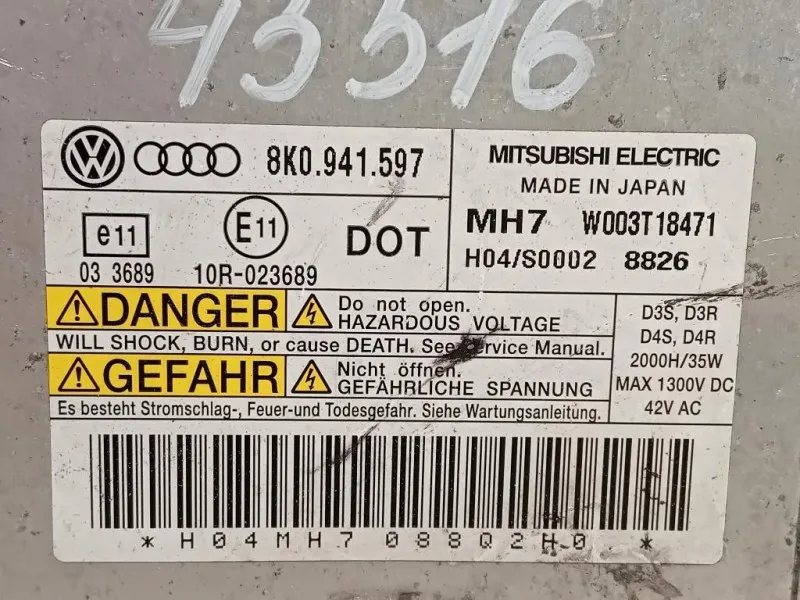 43516
8K0.941.597
MITSUBISHI ELECTRIC
MADE IN JAPAN
MH7 W003T18471
H04/S0002 8826
e11
E11
DOT
03 3689 10R-023689
DANGER
Do not open.
HAZARDOUS VOLTAGE
WILL SHOCK, BURN, or cause DEATH. See Service Manual.
GEFAHR
Nicht öffnen.
GEFÄHRLICHE SPANNUNG
Es besteht Stromschlag-, Feuer-und Todesgefahr. Siehe Wartungsanleitung.
D3S, D3R
D4S, D4R
2000H/35W
MAX 1300V DC
42V AC
*H04MH7088Q2H0*